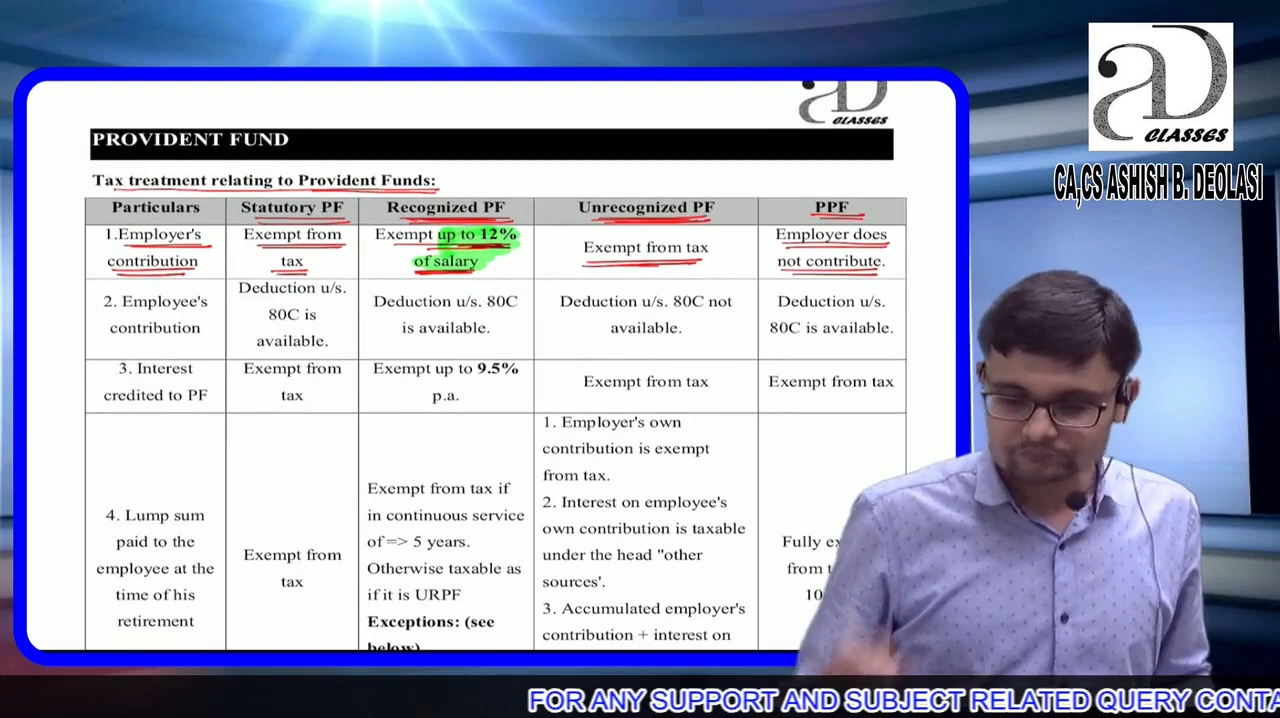 aD
CLASSES
CA,CS ASHISH B. DEOLASI
aD
CLASSES
PROVIDENT FUND
Tax treatment relating to Provident Funds:
Particulars
Statutory PF
Recognized PF
Unrecognized PF
PPF
1.Employer's
contribution
Exempt from
tax
Exempt up to 12%
of salary
Exempt from tax
Employer does
not contribute.
2. Employee's
contribution
Deduction u/s.
80C is
available.
Deduction u/s. 80C
is available.
Deduction u/s. 80C not
available.
Deduction u/s.
80C is available.
3. Interest
credited to PF
Exempt from
tax
Exempt up to 9.5%
p.a.
Exempt from tax
Exempt from tax
4. Lump sum
paid to the
employee at the
time of his
retirement
Exempt from
tax
Exempt from tax if
in continuous service
of => 5 years.
Otherwise taxable as
if it is URPF
Exceptions: (see
below)
1. Employer's own
contribution is exempt
from tax.
2. Interest on employee's
own contribution is taxable
under the head "other
sources'.
3. Accumulated employer's
contribution + interest on
Fully
from
10
FOR ANY SUPPORT AND SUBJECT RELATED QUERY